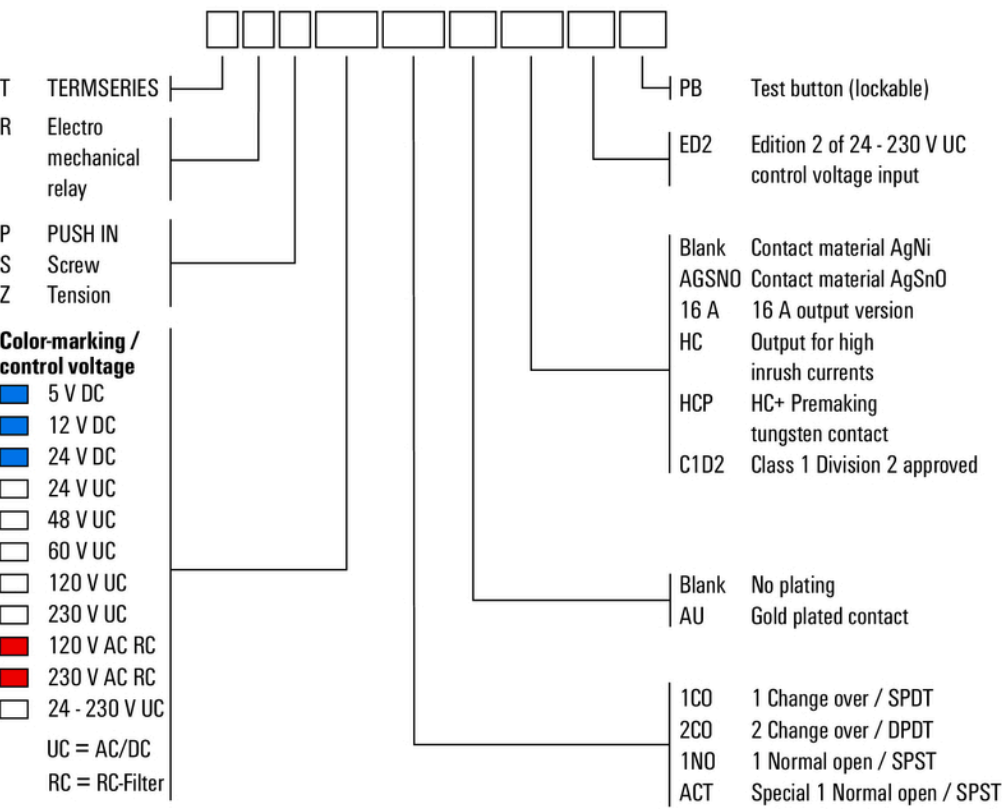 T TERMSERIES
R Electro
mechanical
relay
P PUSH IN
S Screw
Z Tension
Color-marking /
control voltage
5 V DC
12 V DC
24 V DC
24 V UC
48 V UC
60 V UC
120 V UC
230 V UC
120 V AC RC
230 V AC RC
24 - 230 V UC
UC = AC/DC
RC = RC-Filter
PB Test button (lockable)
ED2 Edition 2 of 24 - 230 V UC
control voltage input
Blank Contact material AgNi
AGSNO Contact material AgSnO
16 A 16 A output version
HC Output for high
inrush currents
HCP HC+ Premaking
tungsten contact
C1D2 Class 1 Division 2 approved
Blank No plating
AU Gold plated contact
1CO 1 Change over / SPDT
2CO 2 Change over / DPDT
1NO 1 Normal open / SPST
ACT Special 1 Normal open / SPST